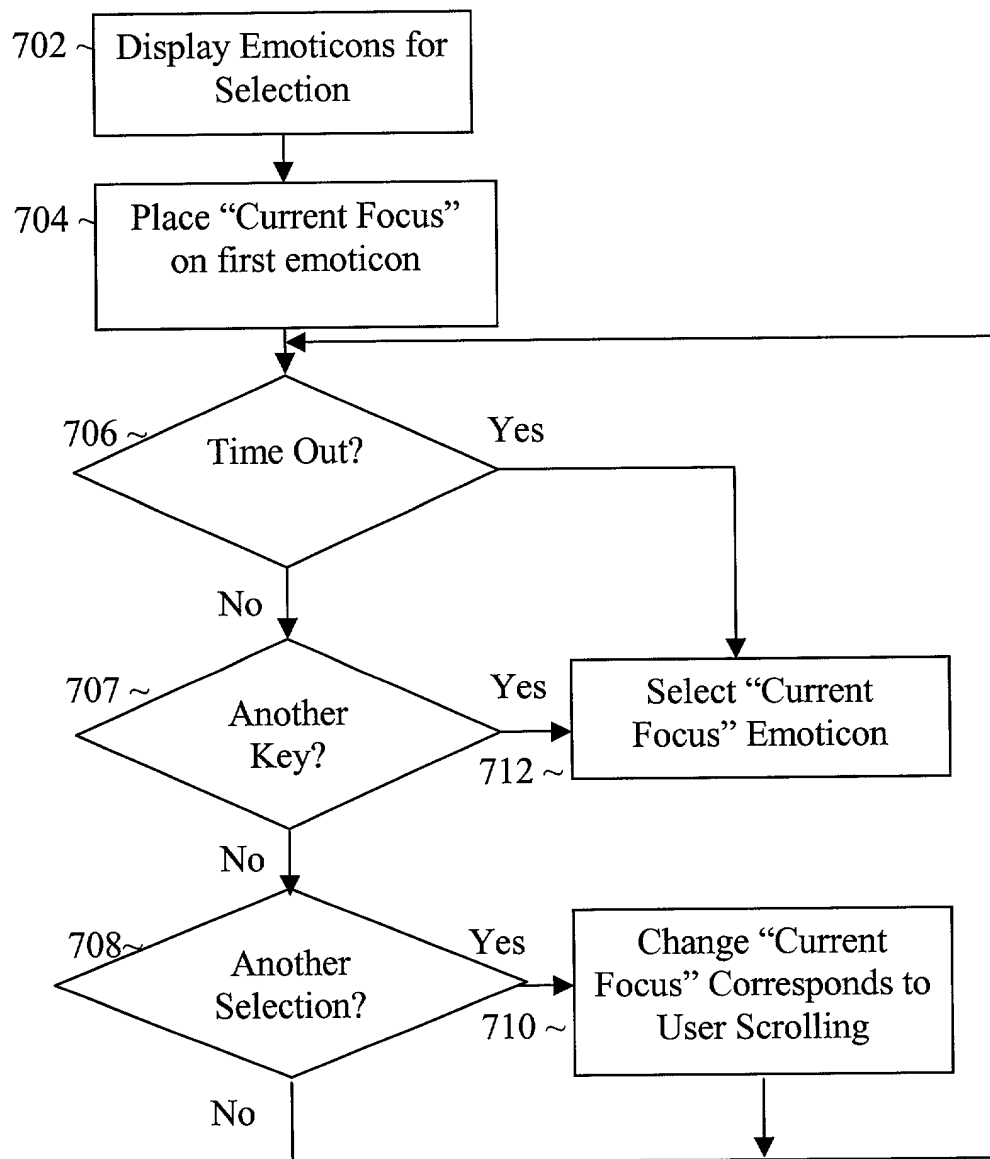 702 ~
Display Emoticons for
Selection
704 ~
Place “Current Focus”
on first emoticon
706 ~
Time Out?
Yes
No
707 ~
Another
Key?
Yes
712 ~
Select “Current
Focus” Emoticon
No
708~
Another
Selection?
Yes
710 ~
Change “Current
Focus” Corresponds to
User Scrolling
No